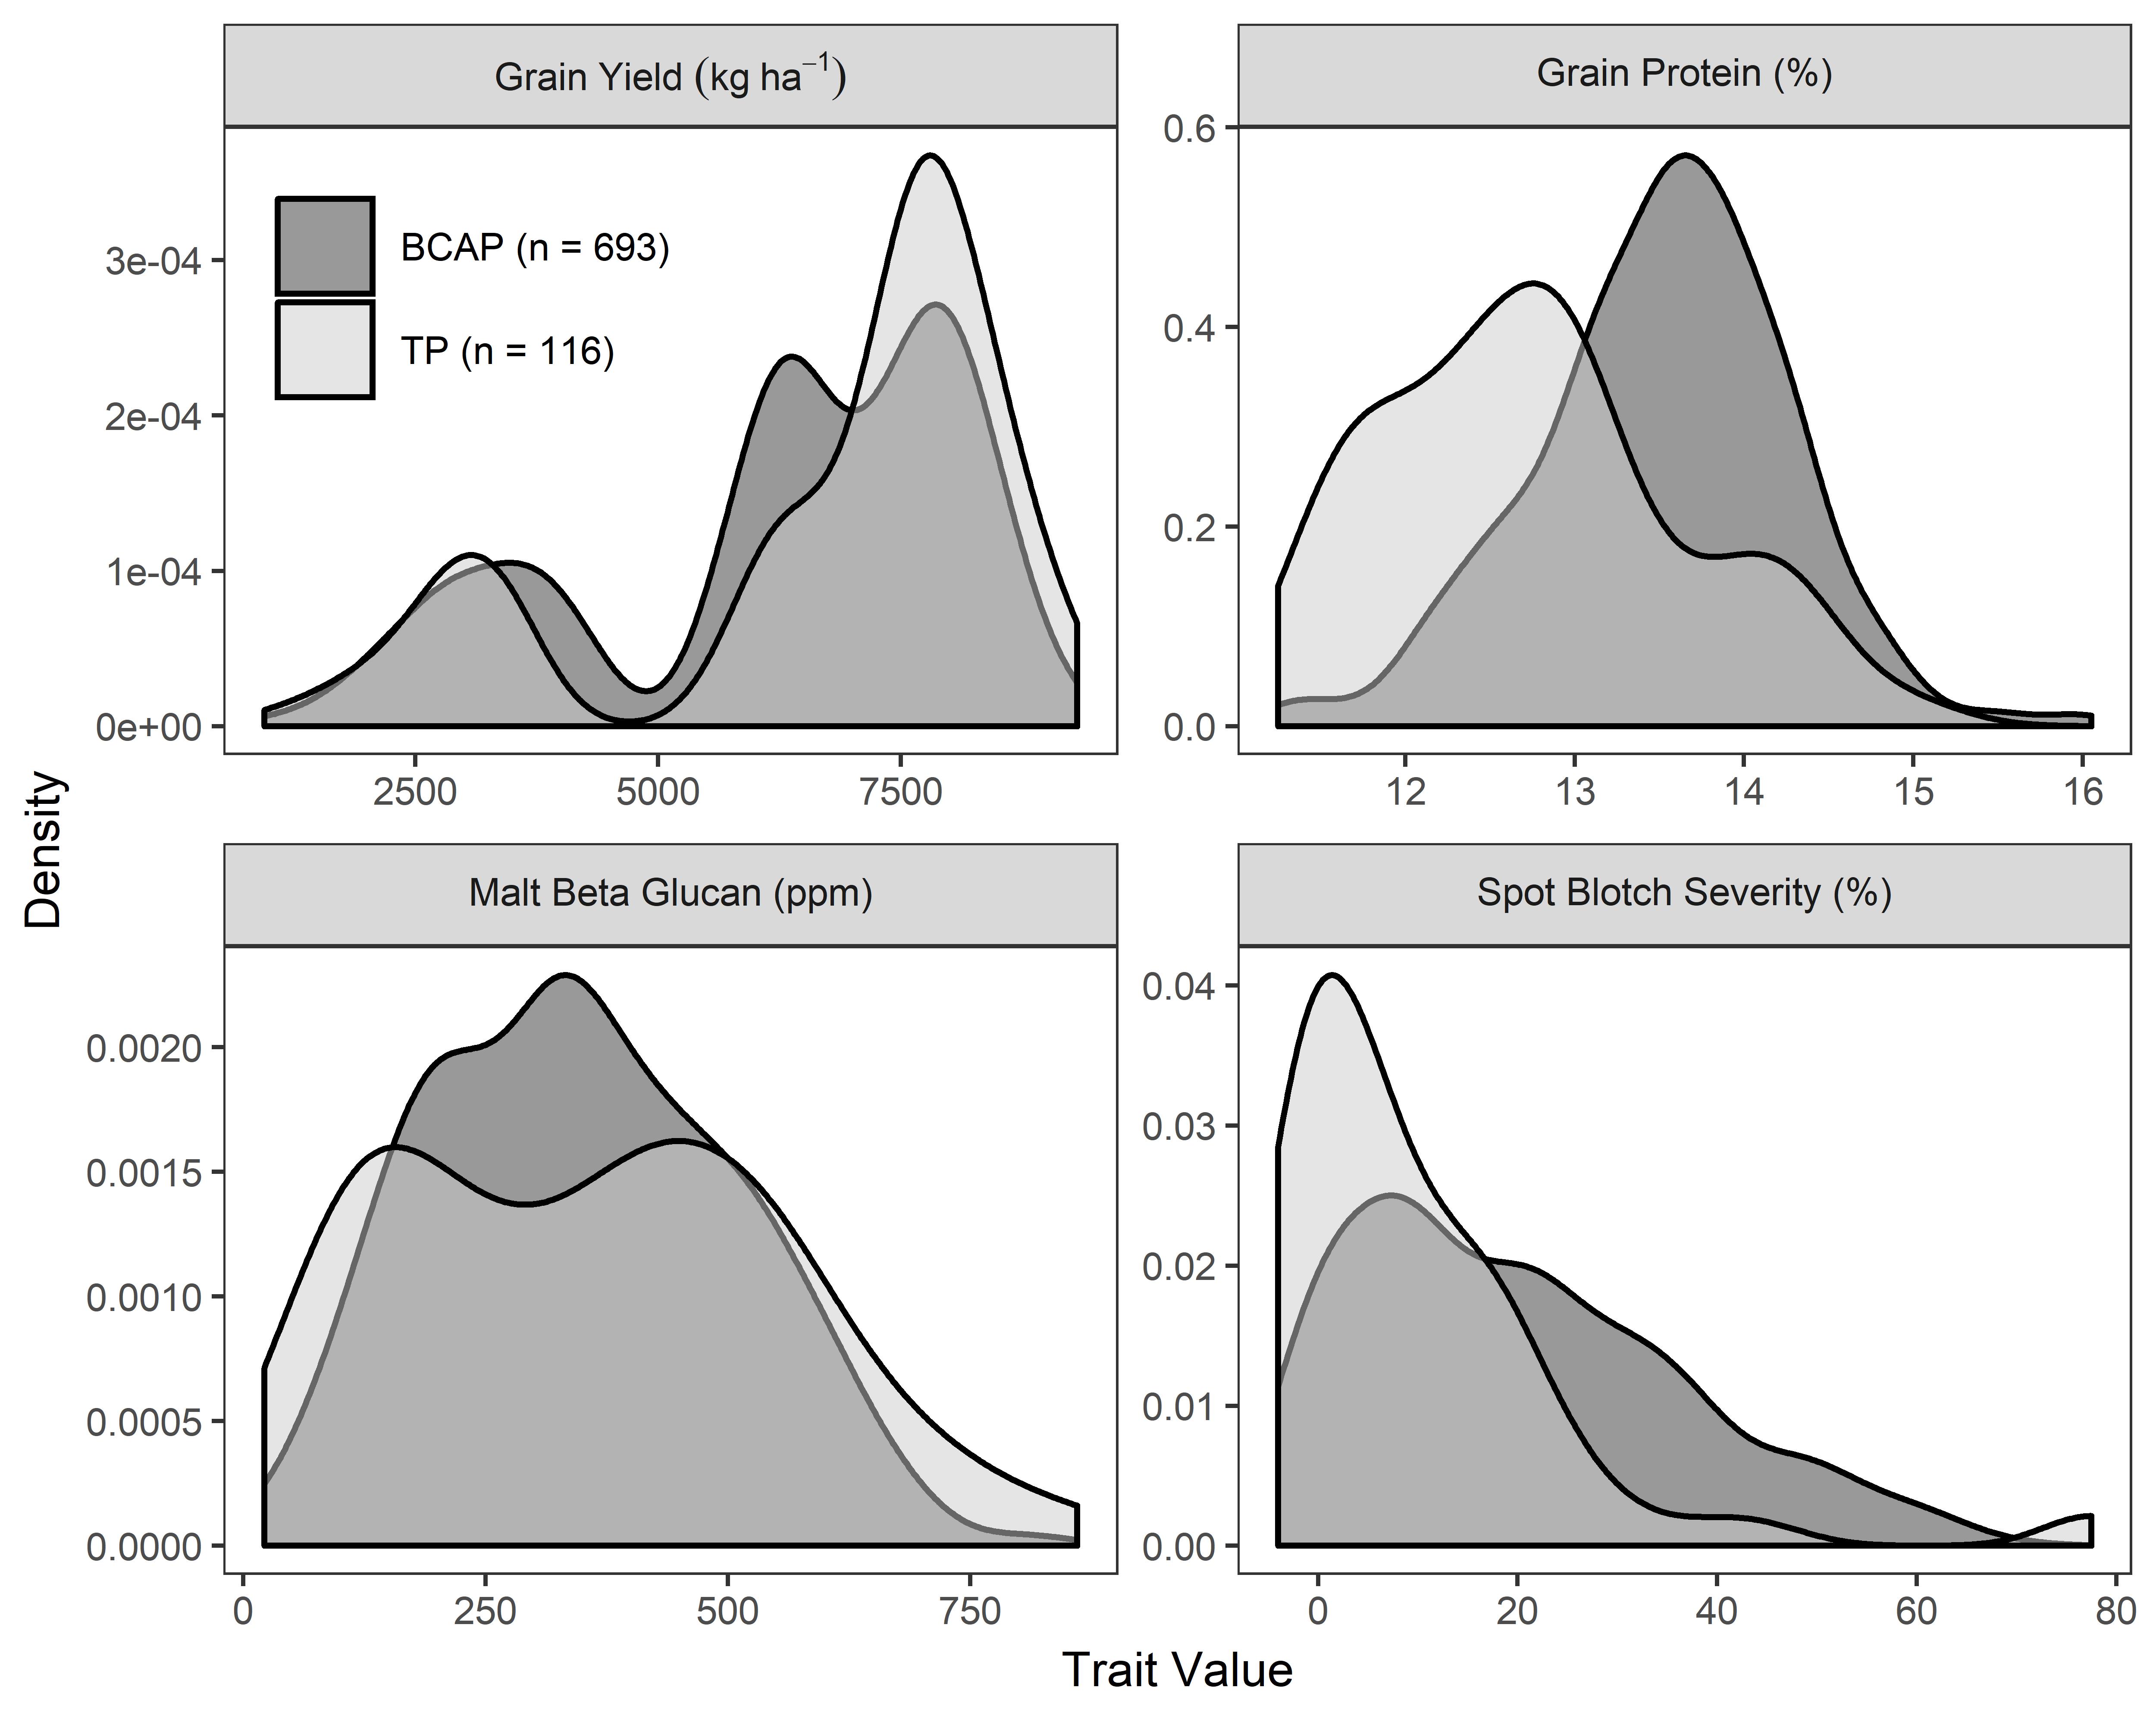 Grain Yield (kg ha⁻¹)
BCAP (n = 693)
TP (n = 116)
3e-04
2e-04
1e-04
0e+00
2500 5000 7500
Grain Protein (%)
0.6
0.4
0.2
0.0
12 13 14 15 16
Density
Malt Beta Glucan (ppm)
0.0020
0.0015
0.0010
0.0005
0.0000
0 250 500 750
Spot Blotch Severity (%)
0.04
0.03
0.02
0.01
0.00
0 20 40 60 80
Trait Value